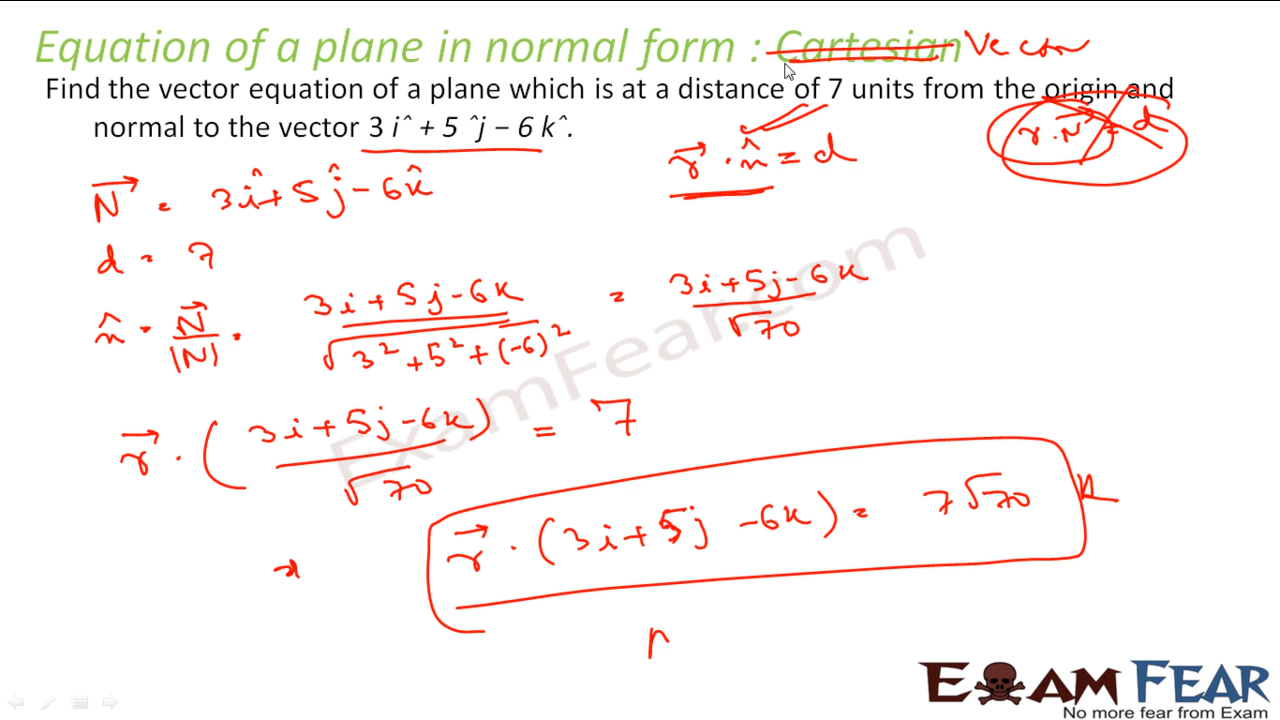 Equation of a plane in normal form : Cartesian Vector
Find the vector equation of a plane which is at a distance of 7 units from the origin and
normal to the vector 3 i^ + 5 ^j − 6 k^.
r⃗ · N⃗ = d
r⃗ · n̂ = d
N⃗ = 3î + 5ĵ - 6k̂
d = 7
n̂ = N⃗/|N| = 3i + 5j - 6k / √3² + 5² + (-6)² = 3i + 5j - 6k / √70
r⃗ · (3i + 5j - 6k / √70) = 7
r⃗ · (3i + 5j - 6k) = 7√70
ExamFear.com
EXAM FEAR
No more fear from Exam